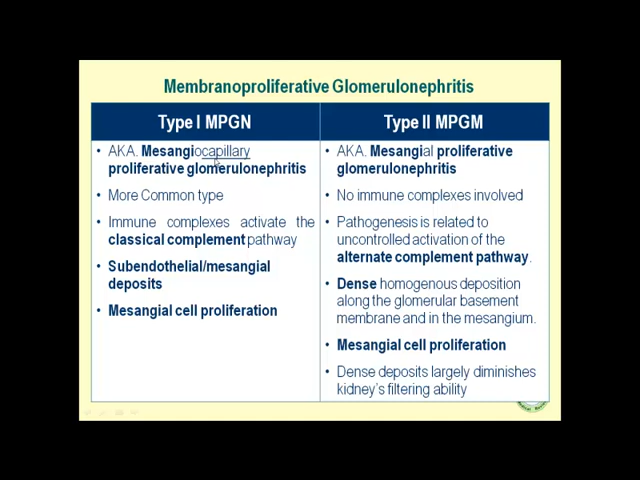 Membranoproliferative Glomerulonephritis
Type I MPGN
AKA. Mesangiocapillary
proliferative glomerulonephritis
More Common type
Immune complexes activate the
classical complement pathway
Subendothelial/mesangial
deposits
Mesangial cell proliferation
Type II MPGM
AKA. Mesangial proliferative
glomerulonephritis
No immune complexes involved
Pathogenesis is related to
uncontrolled activation of the
alternate complement pathway.
Dense homogenous deposition
along the glomerular basement
membrane and in the mesangium.
Mesangial cell proliferation
Dense deposits largely diminishes
kidney's filtering ability